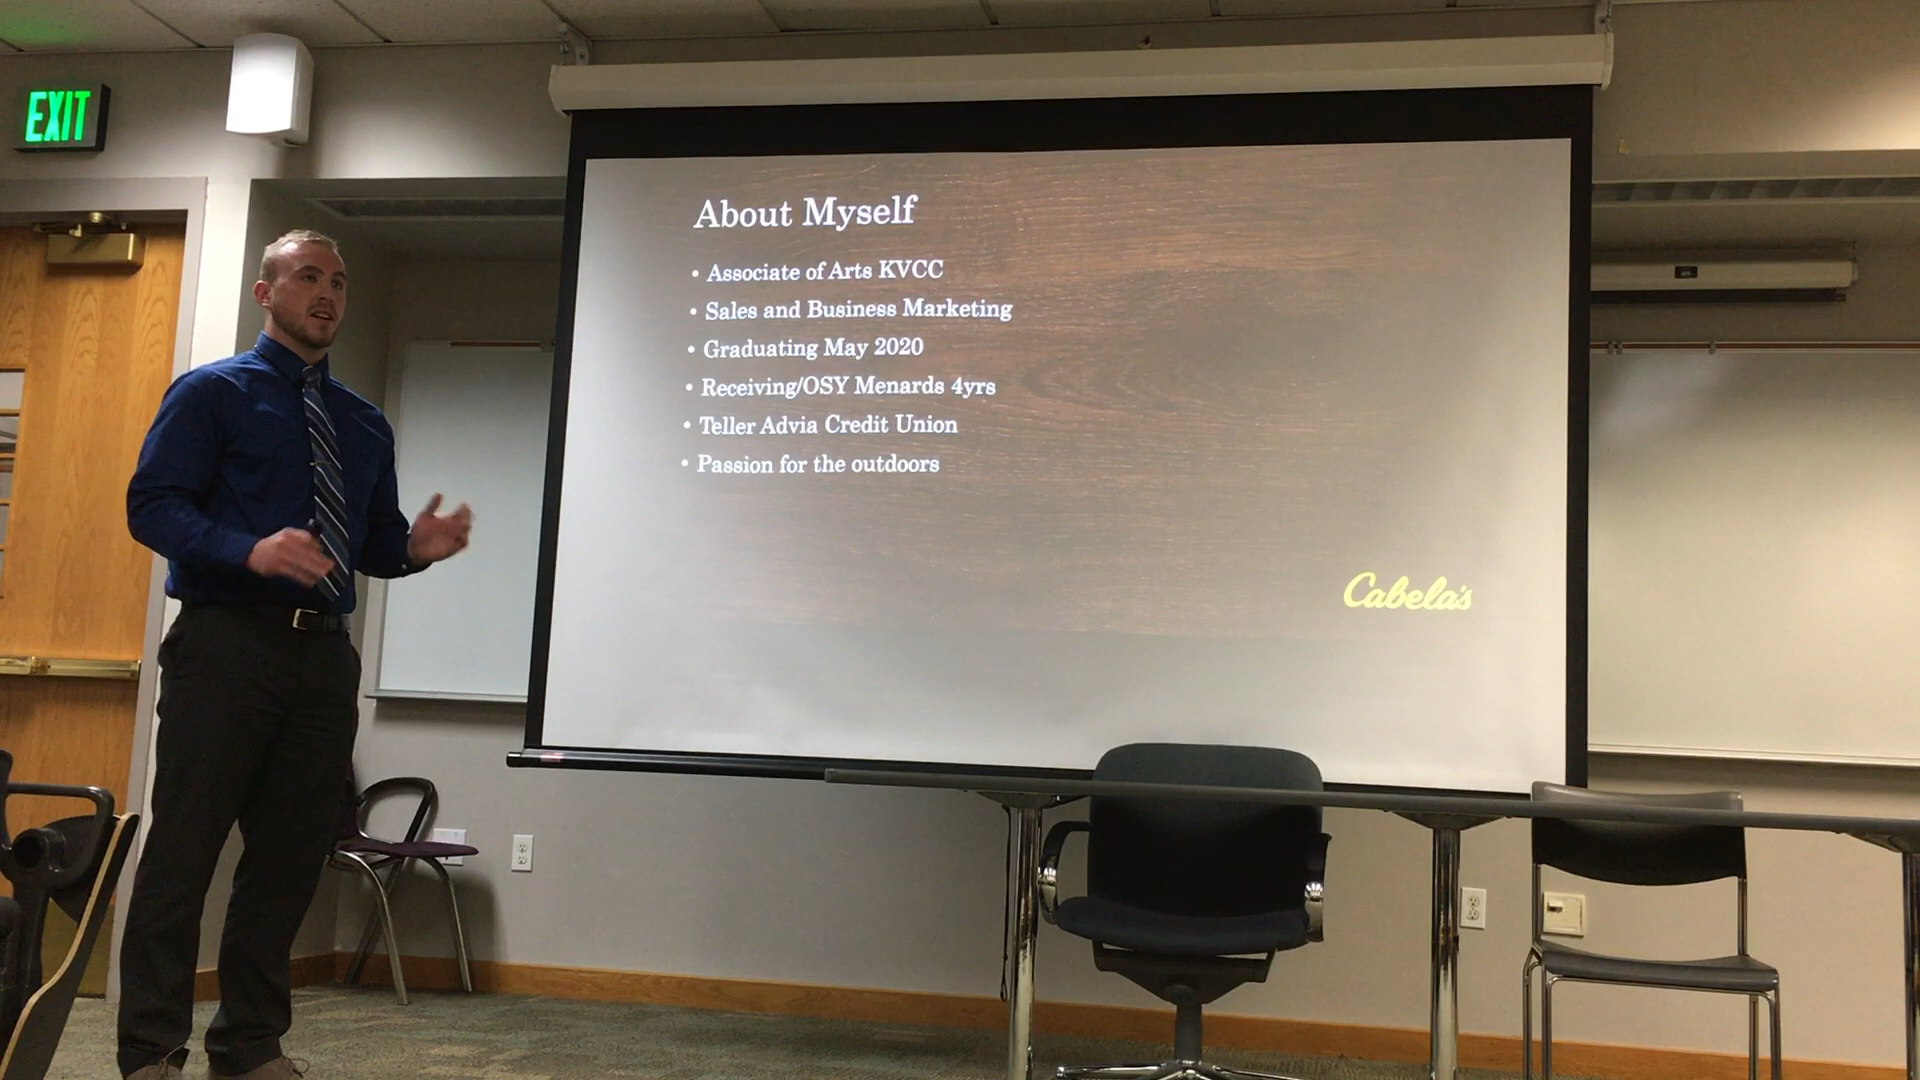 EXIT
About Myself
• Associate of Arts KVCC
• Sales and Business Marketing
• Graduating May 2020
• Receiving/OSY Menards 4yrs
• Teller Advia Credit Union
• Passion for the outdoors
Cabela's